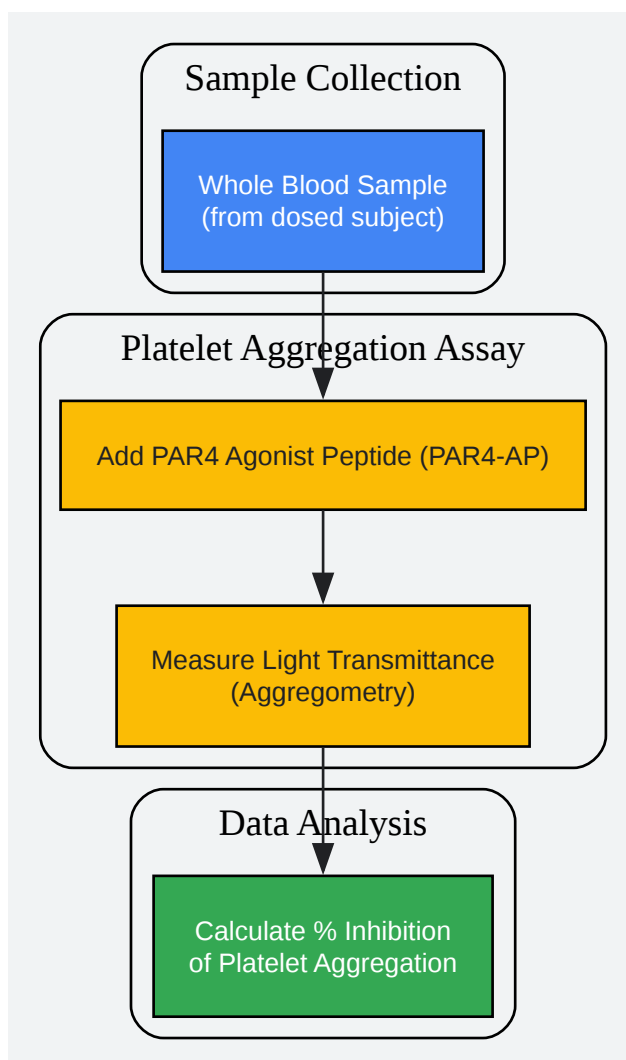 Sample Collection
Whole Blood Sample
(from dosed subject)
Platelet Aggregation Assay
Add PAR4 Agonist Peptide (PAR4-AP)
Measure Light Transmittance
(Aggregometry)
Data Analysis
Calculate % Inhibition
of Platelet Aggregation